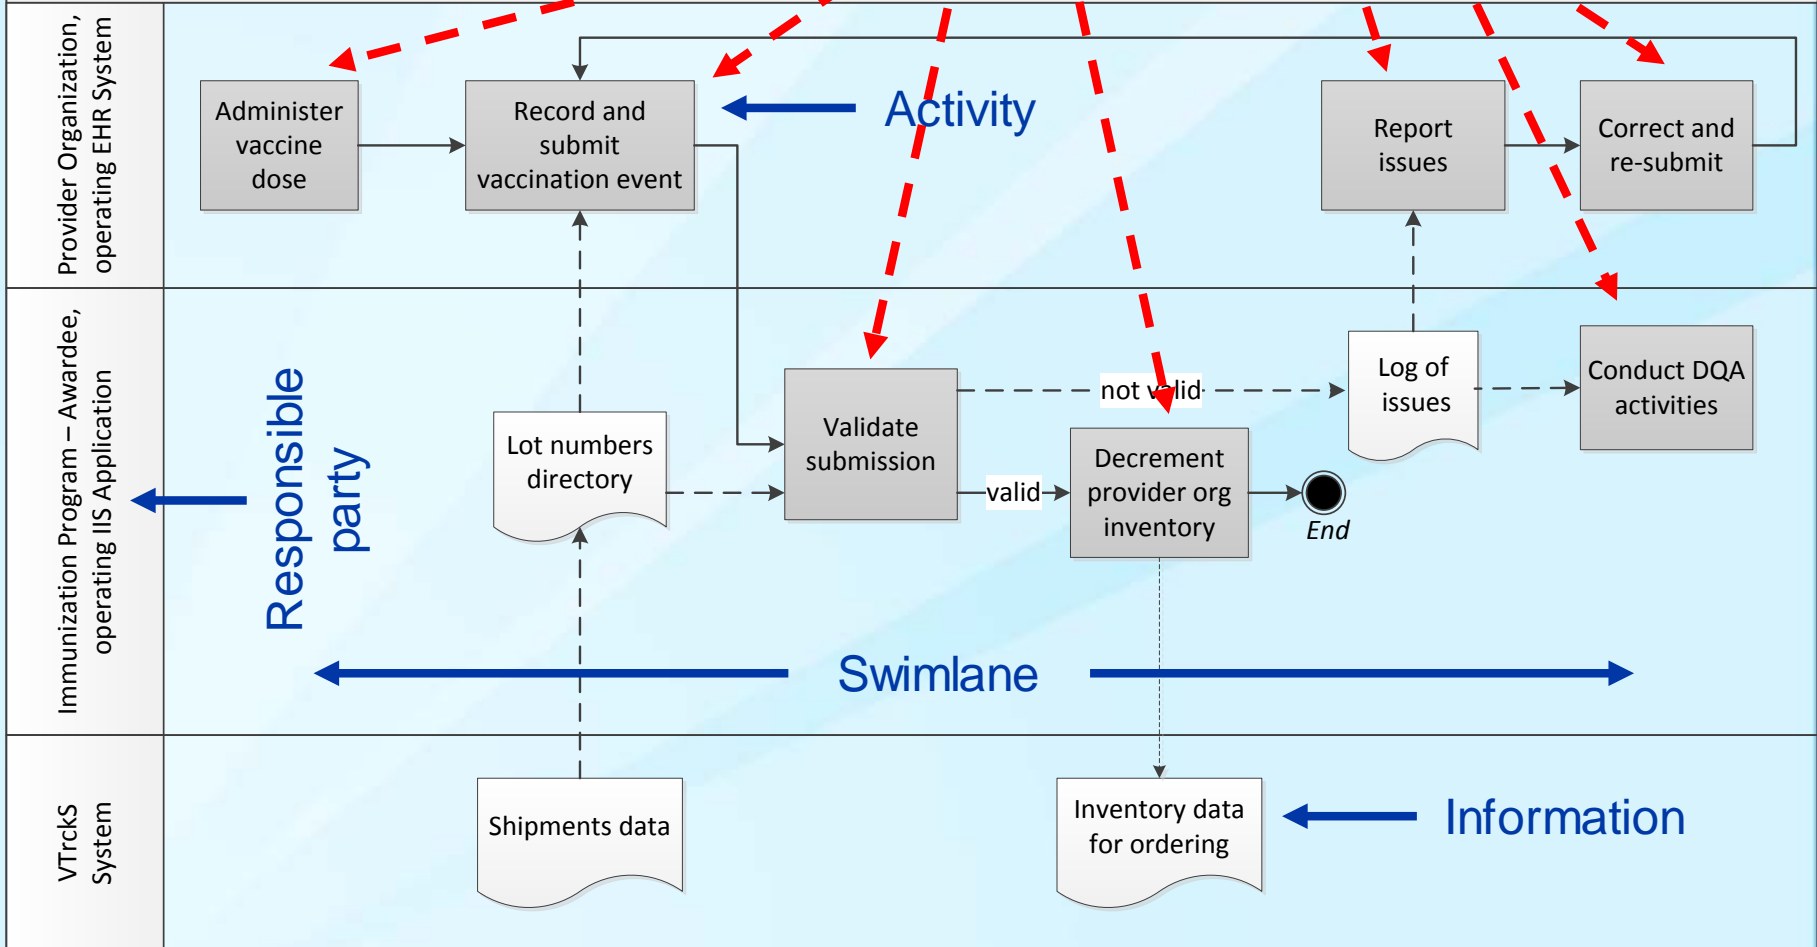 Provider Organization,
operating EHR System
Administer
vaccine
dose
Record and
submit
vaccination event
Activity
Report
issues
Correct and
re-submit
Immunization Program – Awardee,
operating IIS Application
Responsible
party
Lot numbers
directory
Validate
submission
not valid
valid
Decrement
provider org
inventory
End
Log of
issues
Conduct DQA
activities
Swimlane
VTrckS
System
Shipments data
Inventory data
for ordering
Information